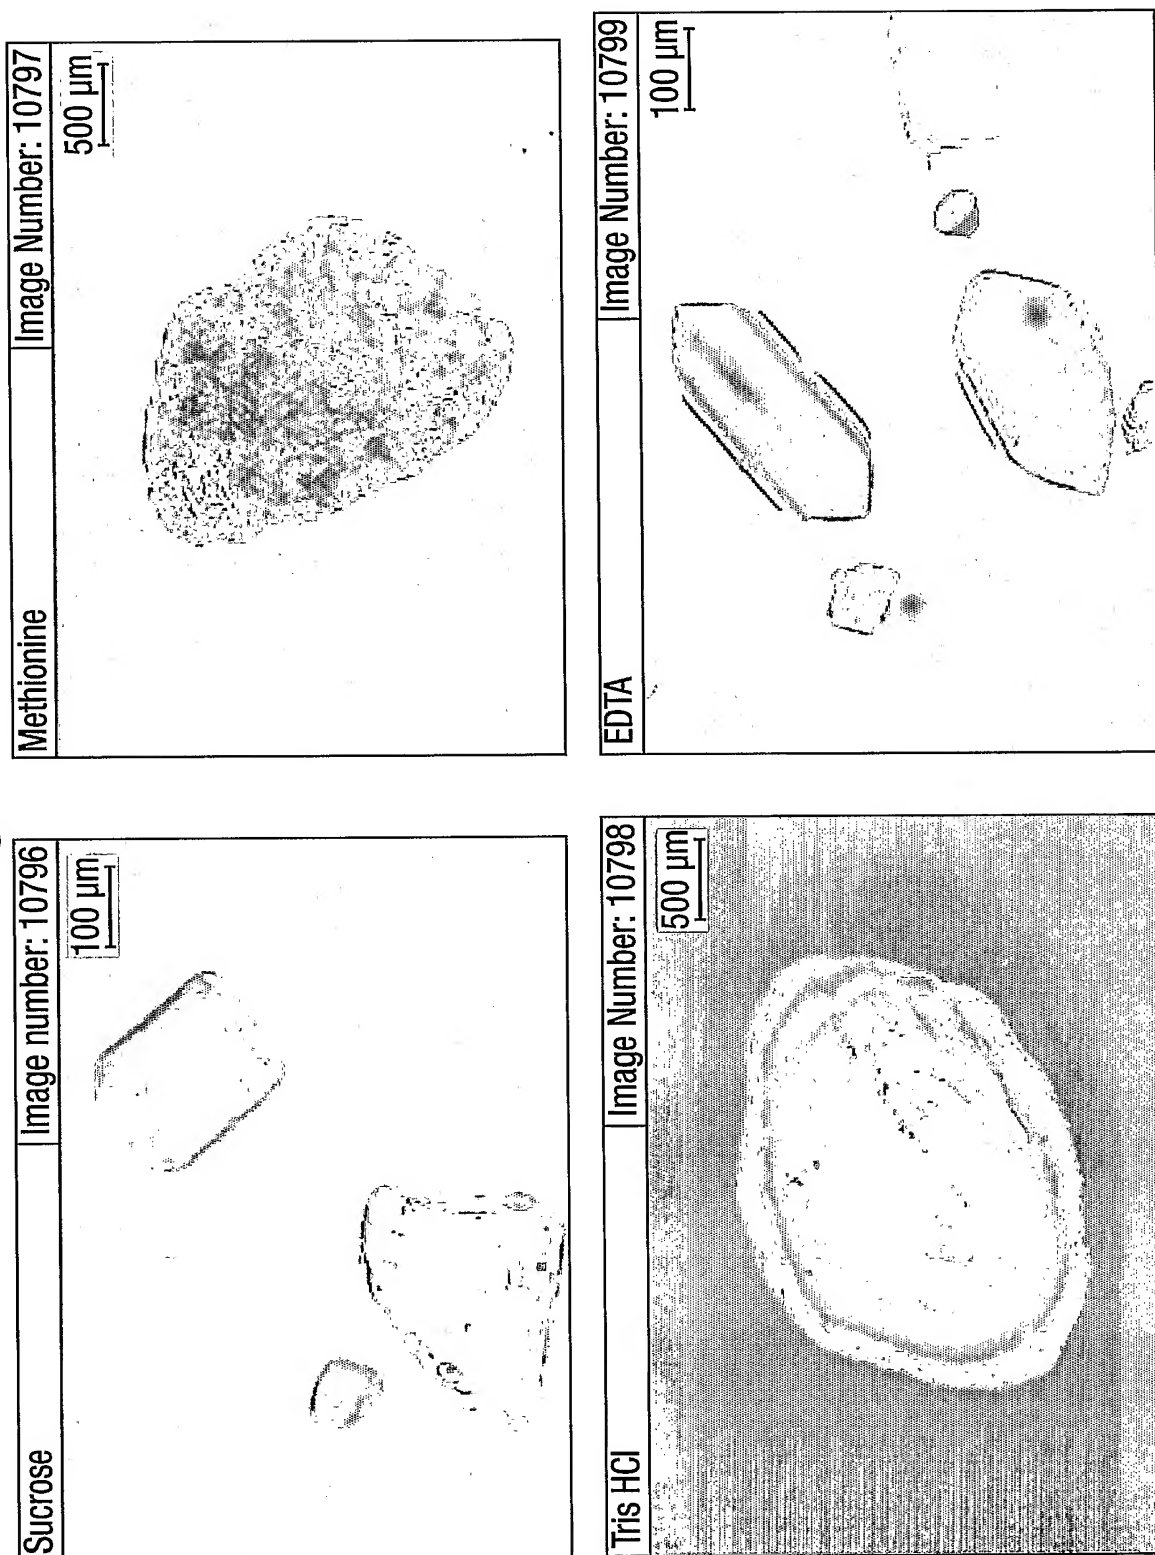 Sucrose
Image number: 10796
100 µm
Methionine
Image Number: 10797
500 µm
Tris HCl
Image Number: 10798
500 µm
EDTA
Image Number: 10799
100 µm